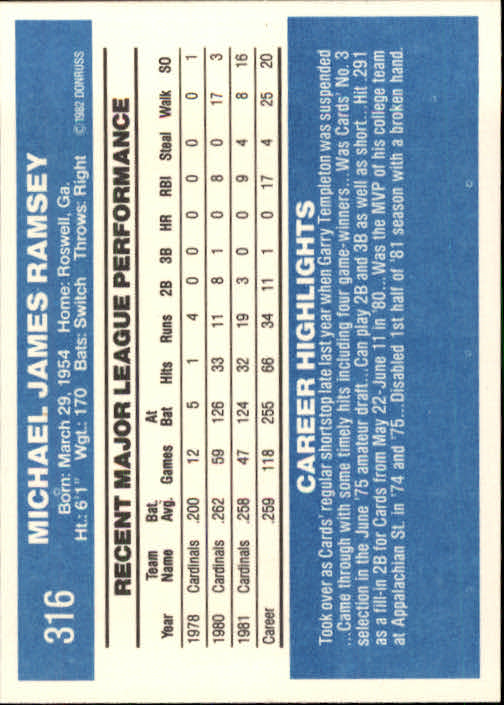 316
MICHAEL JAMES RAMSEY
Born: March 29, 1954 Home: Roswell, Ga.
Ht.: 6'1" Wgt.: 170 Bats: Switch Throws: Right
©1982 DONRUSS
RECENT MAJOR LEAGUE PERFORMANCE
Year Team Name Bat. Avg. Games At Bat Hits Runs 2B 3B HR RBI Steal Walk SO
1978 Cardinals .200 12 5 1 4 0 0 0 0 0 0 1
1980 Cardinals .262 59 126 33 11 8 1 0 8 0 17 3
1981 Cardinals .258 47 124 32 19 3 0 0 9 4 8 16
Career .259 118 255 66 34 11 1 0 17 4 25 20
CAREER HIGHLIGHTS
Took over as Cards' regular shortstop late last year when Garry Templeton was suspended
...Came through with some timely hits including four game-winners...Was Cards' No. 3
selection in the June '75 amateur draft...Can play 2B and 3B as well as short...Hit .291
as a fill-in 2B for Cards from May 22-June 11 in '80...Was the MVP of his college team
at Appalachian St. in '74 and '75...Disabled 1st half of '81 season with a broken hand.